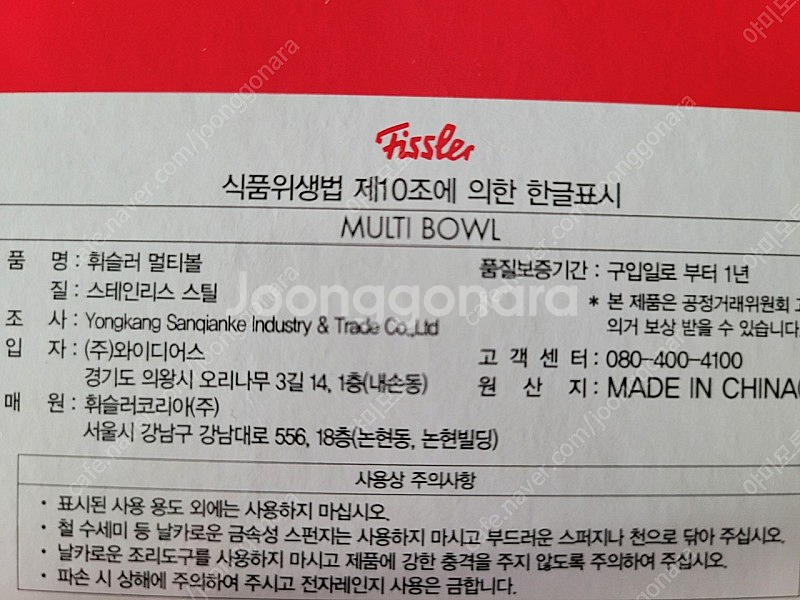 Fissler
식품위생법 제10조에 의한 한글표시
MULTI BOWL
품 명 : 휘슬러 멀티볼
질 : 스테인리스 스틸
조 사 : Yongkang Sanqianke Industry & Trade Co.,Ltd
입 자 : (주)와이디어스
경기도 의왕시 오리나무 3길 14, 1층(내손동)
매 원 : 휘슬러코리아(주)
서울시 강남구 강남대로 556, 18층(논현동, 논현빌딩)
품질보증기간 : 구입일로 부터 1년
* 본 제품은 공정거래위원회 고
의거 보상 받을 수 있습니다
고 객 센 터 : 080-400-4100
원 산 지 : MADE IN CHINA
사용상 주의사항
• 표시된 사용 용도 외에는 사용하지 마십시오.
• 철 수세미 등 날카로운 금속성 스펀지는 사용하지 마시고 부드러운 스퍼지나 천으로 닦아 주십시오.
• 날카로운 조리도구를 사용하지 마시고 제품에 강한 충격을 주지 않도록 주의하여 주십시오.
• 파손 시 상해에 주의하여 주시고 전자레인지 사용은 금합니다.
Joonggonara
cafe.naver.com/joonggonara